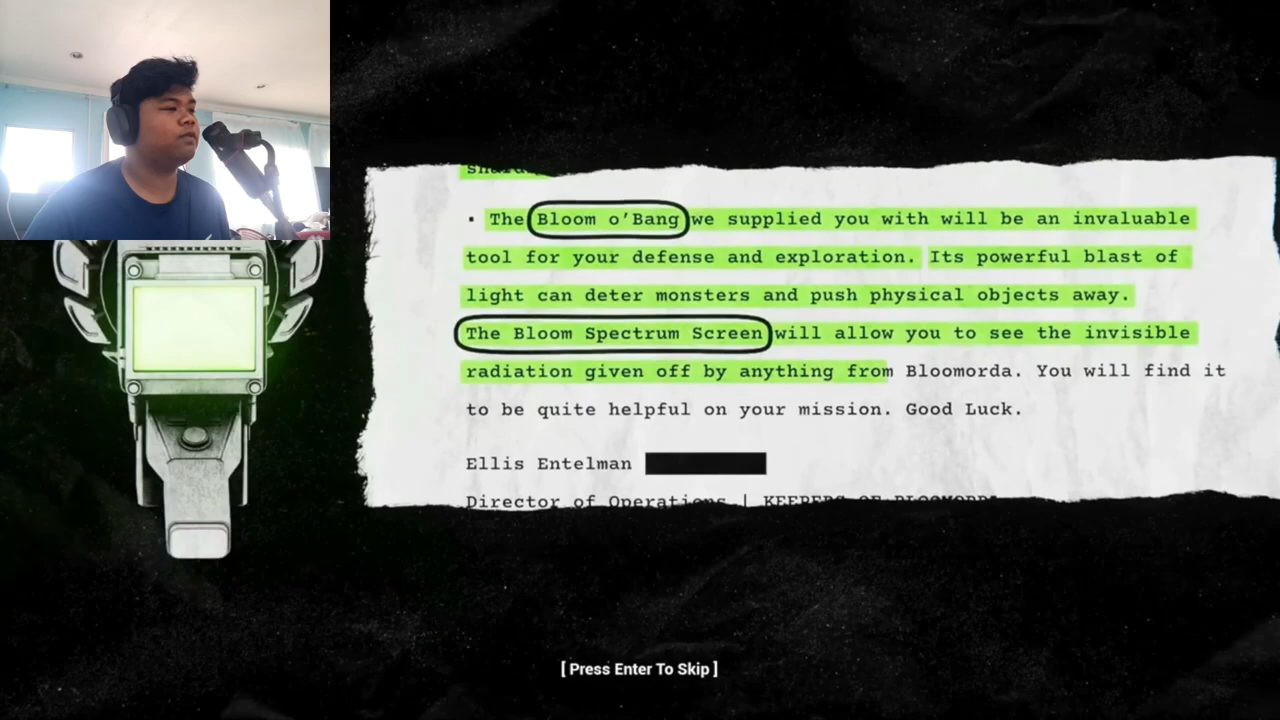 • The Bloom o'Bang we supplied you with will be an invaluable
tool for your defense and exploration. Its powerful blast of
light can deter monsters and push physical objects away.
The Bloom Spectrum Screen will allow you to see the invisible
radiation given off by anything from Bloomorda. You will find it
to be quite helpful on your mission. Good Luck.
Ellis Entelman
Director of Operations | KEEPERS OF BLOOMORDA
[ Press Enter To Skip ]